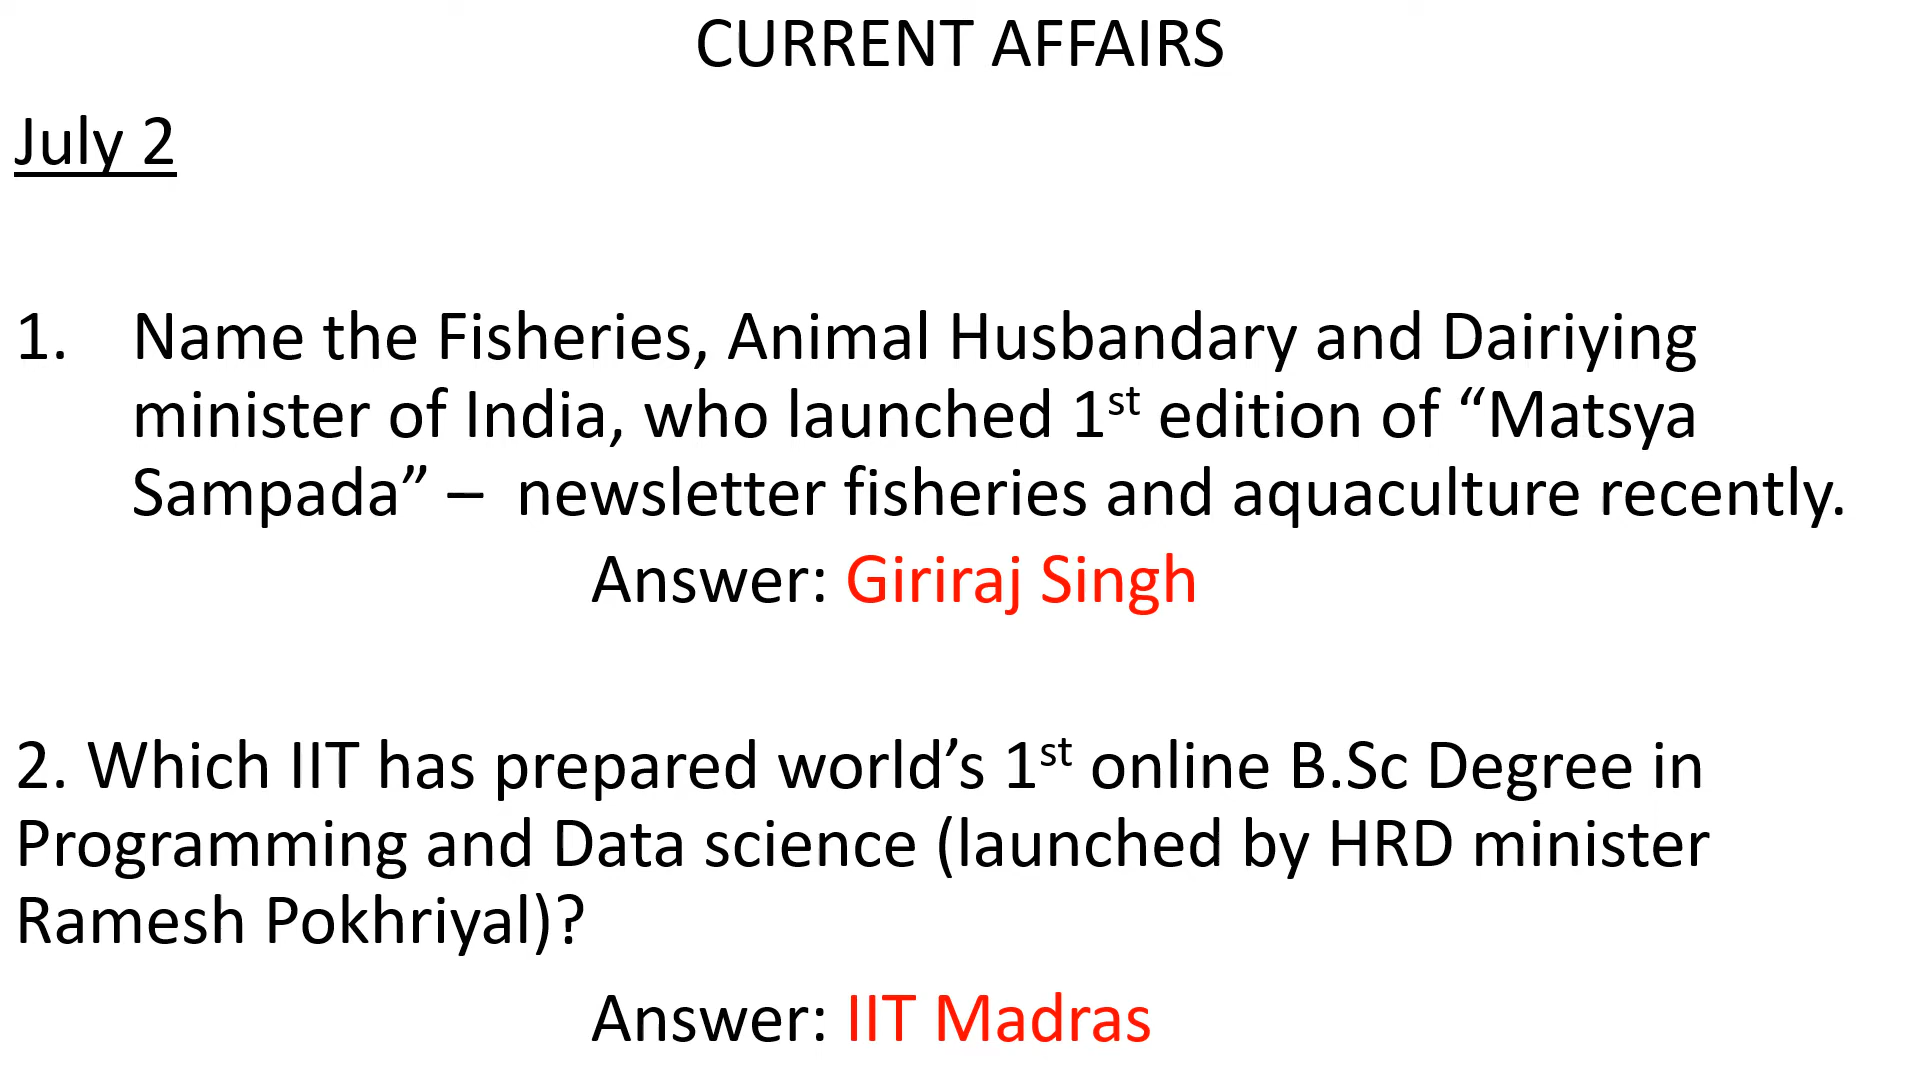 CURRENT AFFAIRS
July 2
1. Name the Fisheries, Animal Husbandary and Dairiying
minister of India, who launched 1st edition of “Matsya
Sampada” – newsletter fisheries and aquaculture recently.
Answer: Giriraj Singh
2. Which IIT has prepared world’s 1st online B.Sc Degree in
Programming and Data science (launched by HRD minister
Ramesh Pokhriyal)?
Answer: IIT Madras